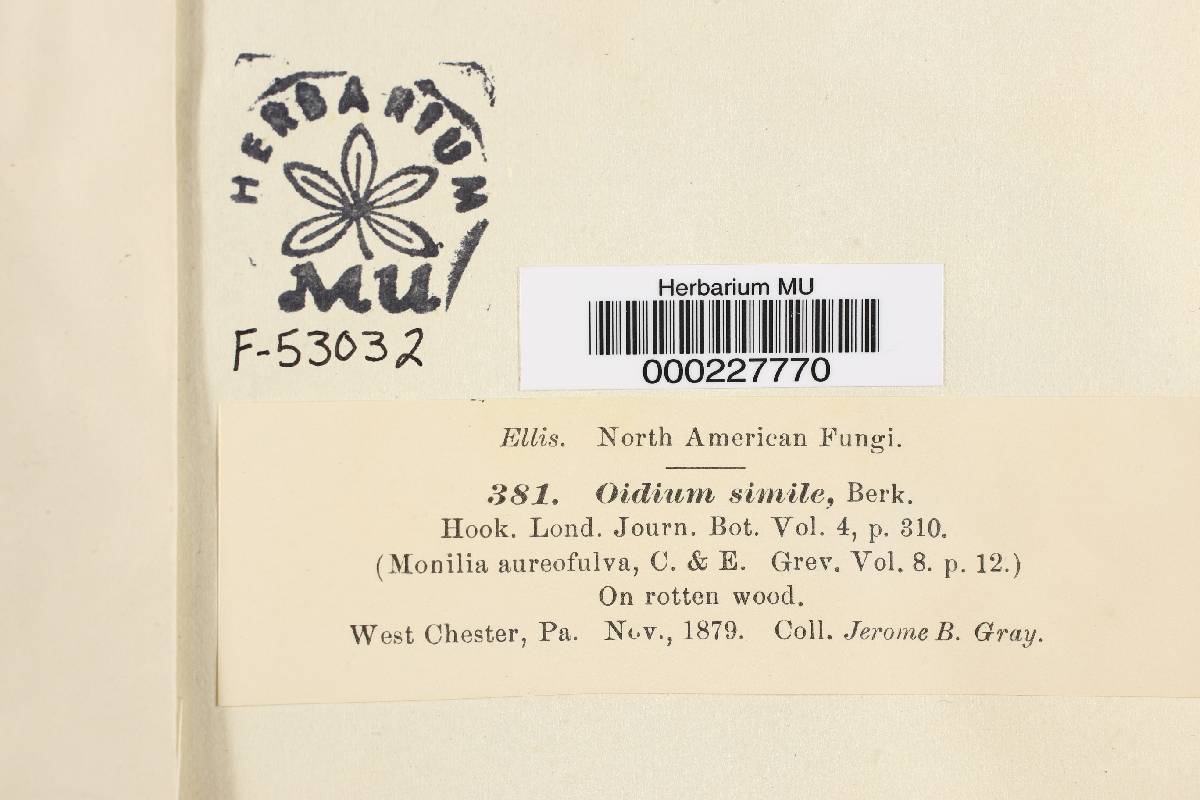 HERBARIUM
MU
F-53032
Herbarium MU
000227770
Ellis. North American Fungi.
381. Oidium simile, Berk.
Hook. Lond. Journ. Bot. Vol. 4, p. 310.
(Monilia aureofulva, C. & E. Grev. Vol. 8. p. 12.)
On rotten wood.
West Chester, Pa. Nov., 1879. Coll. Jerome B. Gray.